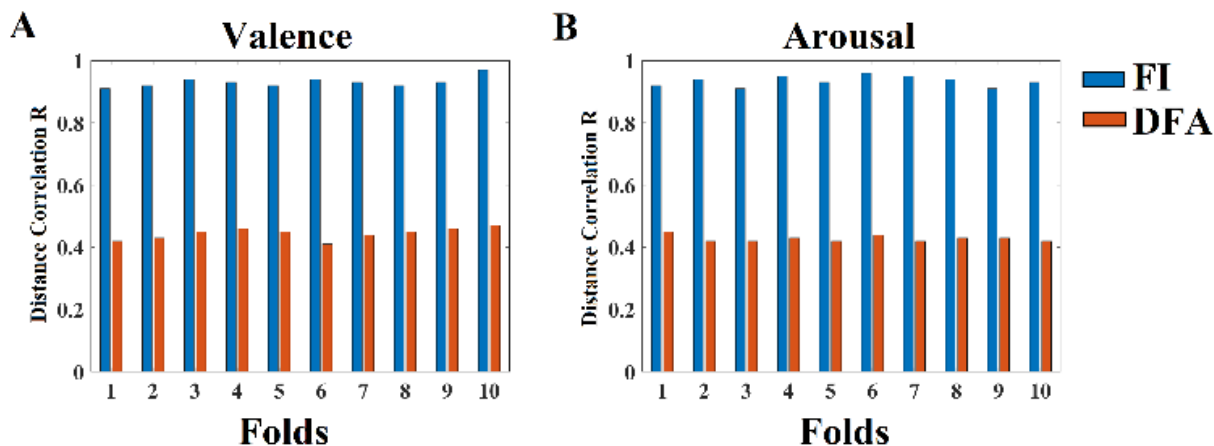 A
Valence
Distance Correlation R
1
0.8
0.6
0.4
0.2
0
1 2 3 4 5 6 7 8 9 10
Folds
B
Arousal
Distance Correlation R
1
0.8
0.6
0.4
0.2
0
1 2 3 4 5 6 7 8 9 10
Folds
FI
DFA